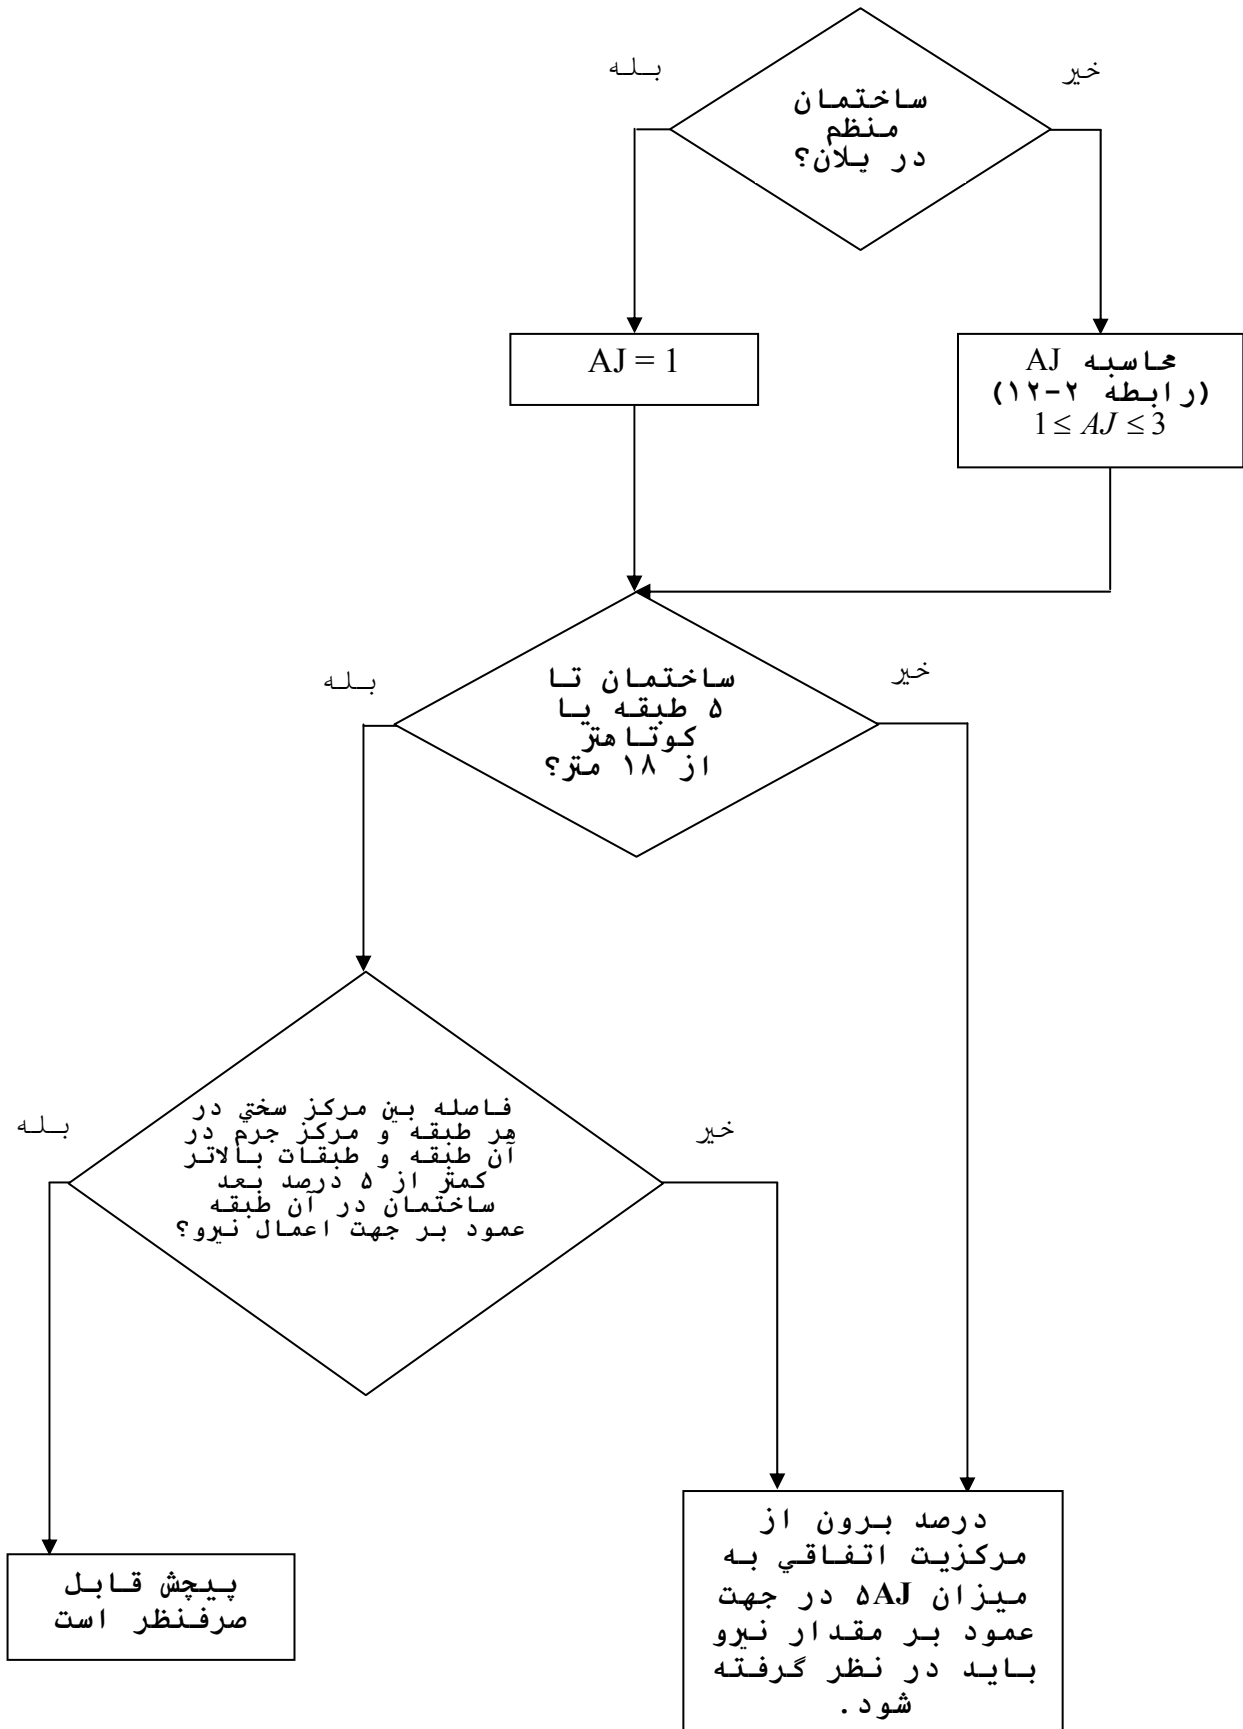 بله
خیر
ساختمان
منظم
در پلان؟
AJ = 1
محاسبه AJ
(رابطه ۲-۱۲)
1 ≤ AJ ≤ 3
بله
خیر
ساختمان تا
۵ طبقه یا
کوتاهتر
از ۱۸ متر؟
بله
خیر
فاصله بین مرکز سختي در
هر طبقه و مرکز جرم در
آن طبقه و طبقات بالاتر
کمتر از ۵ درصد بعد
ساختمان در آن طبقه
عمود بر جهت اعمال نیرو؟
پیچش قابل
صرفنظر است
درصد برون از
مرکزیت اتفاقي به
میزان ۵AJ در جهت
عمود بر مقدار نیرو
باید در نظر گرفته
شود.